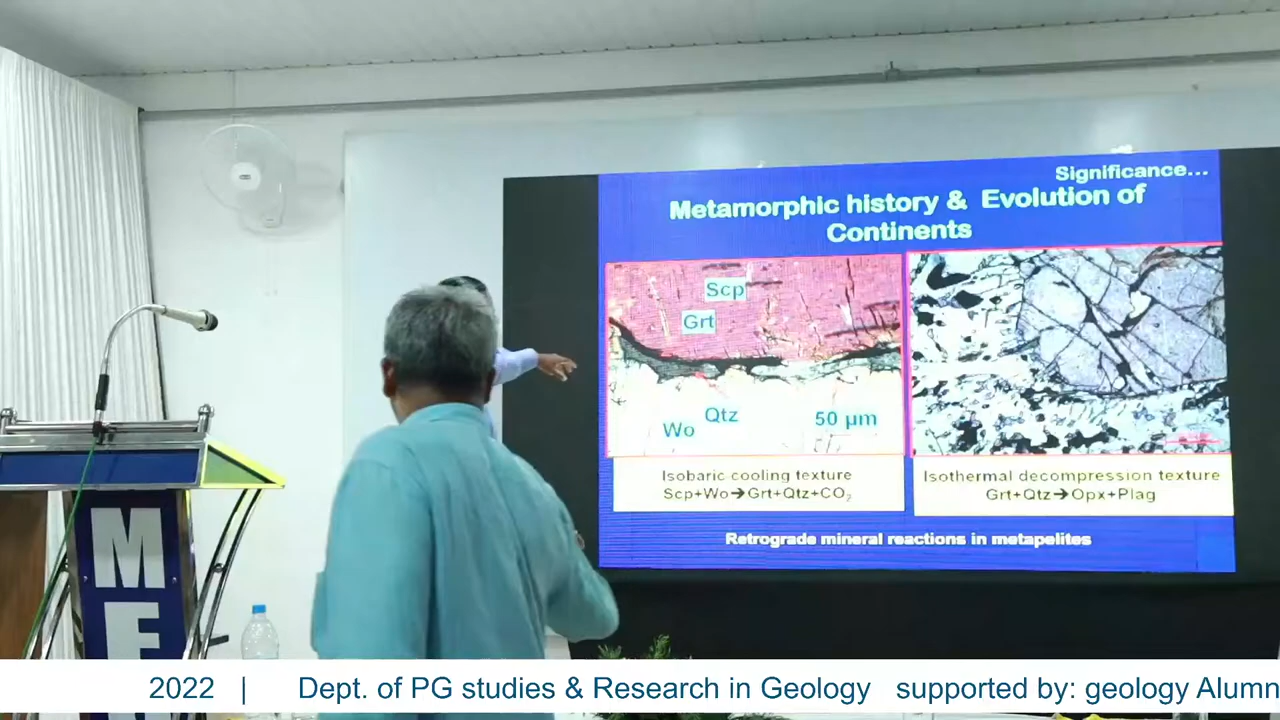 Significance...
Metamorphic history & Evolution of
Continents
Scp
Grt
Qtz
Wo
50 µm
Isobaric cooling texture
Scp+Wo➔Grt+Qtz+CO₂
Isothermal decompression texture
Grt+Qtz➔Opx+Plag
Retrograde mineral reactions in metapelites
M
E
2022 | Dept. of PG studies & Research in Geology supported by: geology Alumn